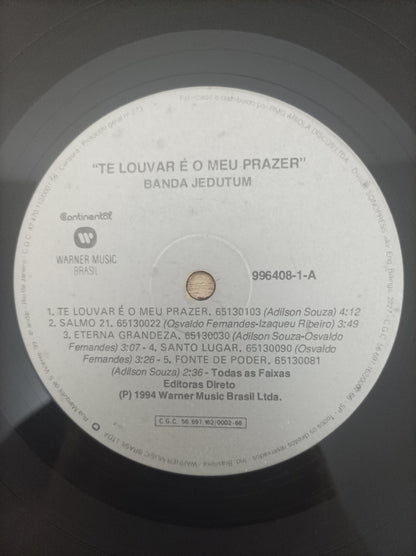 "TE LOUVAR É O MEU PRAZER"
BANDA JEDUTUM
Continental
WARNER MUSIC
BRASIL
996408-1-A
1. TE LOUVAR É O MEU PRAZER, 65130103 (Adilson Souza) 4:12
2. SALMO 21, 65130022 (Osvaldo Fernandes-Izaqueu Ribeiro) 3:49
3. ETERNA GRANDEZA, 65130030 (Adilson Souza-Osvaldo
Fernandes) 3:07 - 4. SANTO LUGAR, 65130090 (Osvaldo
Fernandes) 3:26 - 5. FONTE DE PODER, 65130081
(Adilson Souza) 2:36 - Todas as Faixas
Editoras Direto
(P) 1994 Warner Music Brasil Ltda.
C.G.C. 56 697 162/0002-66